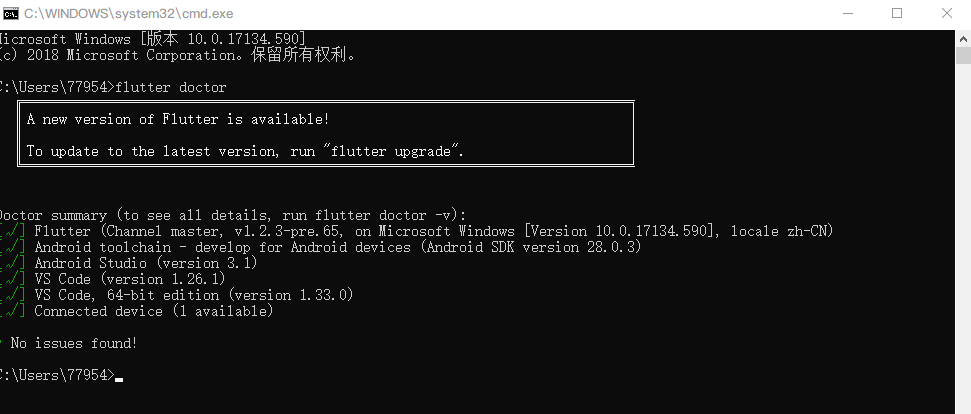 C:\WINDOWS\system32\cmd.exe
Microsoft Windows [版本 10.0.17134.590]
(c) 2018 Microsoft Corporation。保留所有权利。
C:\Users\77954>flutter doctor
A new version of Flutter is available!
To update to the latest version, run "flutter upgrade".
Doctor summary (to see all details, run flutter doctor -v):
[√] Flutter (Channel master, v1.2.3-pre.65, on Microsoft Windows [Version 10.0.17134.590], locale zh-CN)
[√] Android toolchain - develop for Android devices (Android SDK version 28.0.3)
[√] Android Studio (version 3.1)
[√] VS Code (version 1.26.1)
[√] VS Code, 64-bit edition (version 1.33.0)
[√] Connected device (1 available)
• No issues found!
C:\Users\77954>